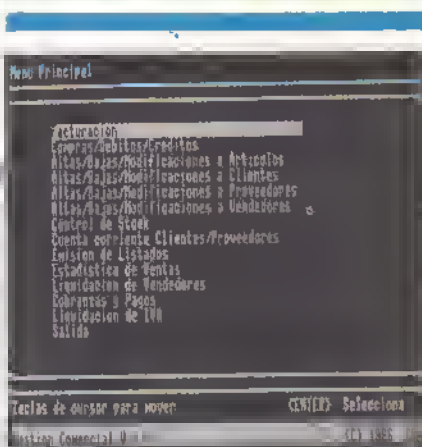 Menu Principal
Facturación
Compras/Debitos/Creditos
Altas/Bajas/Modificaciones a Articulos
Altas/Bajas/Modificaciones a Clientes
Altas/Bajas/Modificaciones a Proveedores
Altas/Bajas/Modificaciones a Vendedores
Control de Stock
Cuenta corriente Clientes/Proveedores
Emision de Listados
Estadistica de Ventas
Liquidacion de Vendedores
Cobranzas y Pagos
Liquidacion de IVA
Salida
Teclas de cursor para mover <ENTER> Selecciona
Gestion Comercial V (C) 1986